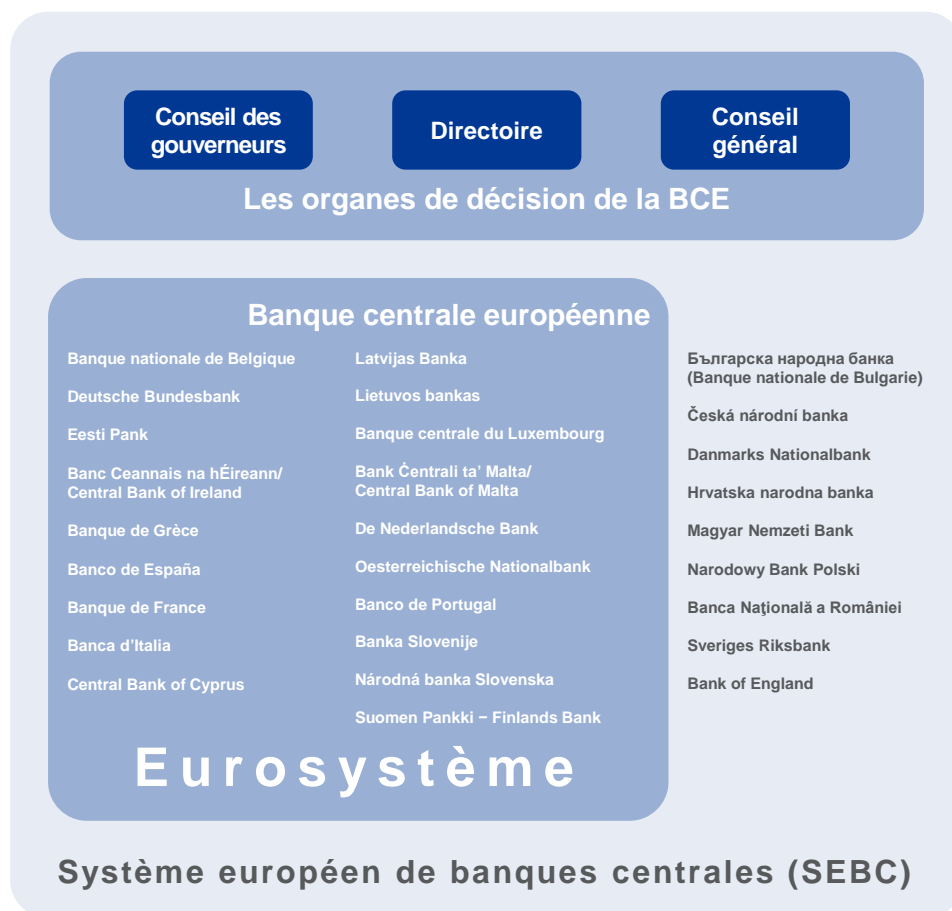 Conseil des
gouverneurs
Directoire
Conseil
général
Les organes de décision de la BCE
Banque centrale européenne
Banque nationale de Belgique
Deutsche Bundesbank
Eesti Pank
Banc Ceannais na hÉireann/
Central Bank of Ireland
Banque de Grèce
Banco de España
Banque de France
Banca d’Italia
Central Bank of Cyprus
Latvijas Banka
Lietuvos bankas
Banque centrale du Luxembourg
Bank Ċentrali ta’ Malta/
Central Bank of Malta
De Nederlandsche Bank
Oesterreichische Nationalbank
Banco de Portugal
Banka Slovenije
Národná banka Slovenska
Suomen Pankki − Finlands Bank
Българска народна банка
(Banque nationale de Bulgarie)
Česká národní banka
Danmarks Nationalbank
Hrvatska narodna banka
Magyar Nemzeti Bank
Narodowy Bank Polski
Banca Naţională a României
Sveriges Riksbank
Bank of England
Eurosystème
Système européen de banques centrales (SEBC)